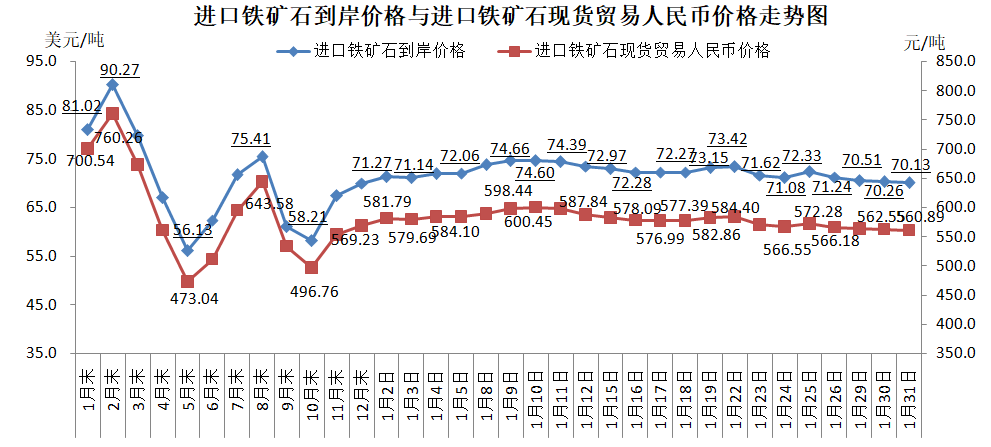 进口铁矿石到岸价格与进口铁矿石现货贸易人民币价格走势图
美元/吨
元/吨
进口铁矿石到岸价格
进口铁矿石现货贸易人民币价格
95.0
85.0
75.0
65.0
55.0
45.0
35.0
850.0
800.0
750.0
700.0
650.0
600.0
550.0
500.0
450.0
400.0
350.0
81.02
90.27
56.13
75.41
58.21
71.27
71.14
72.06
74.66
74.60
74.39
72.97
72.28
72.27
73.15
73.42
71.62
71.08
72.33
71.24
70.51
70.26
70.13
700.54
760.26
473.04
643.58
496.76
569.23
581.79
579.69
584.10
598.44
600.45
587.84
578.09
576.99
577.39
582.86
584.40
566.55
572.28
566.18
562.55
560.89
1月末
2月末
3月末
4月末
5月末
6月末
7月末
8月末
9月末
10月末
11月末
12月末
1月2日
1月3日
1月4日
1月5日
1月8日
1月9日
1月10日
1月11日
1月12日
1月15日
1月16日
1月17日
1月18日
1月19日
1月22日
1月23日
1月24日
1月25日
1月26日
1月29日
1月30日
1月31日